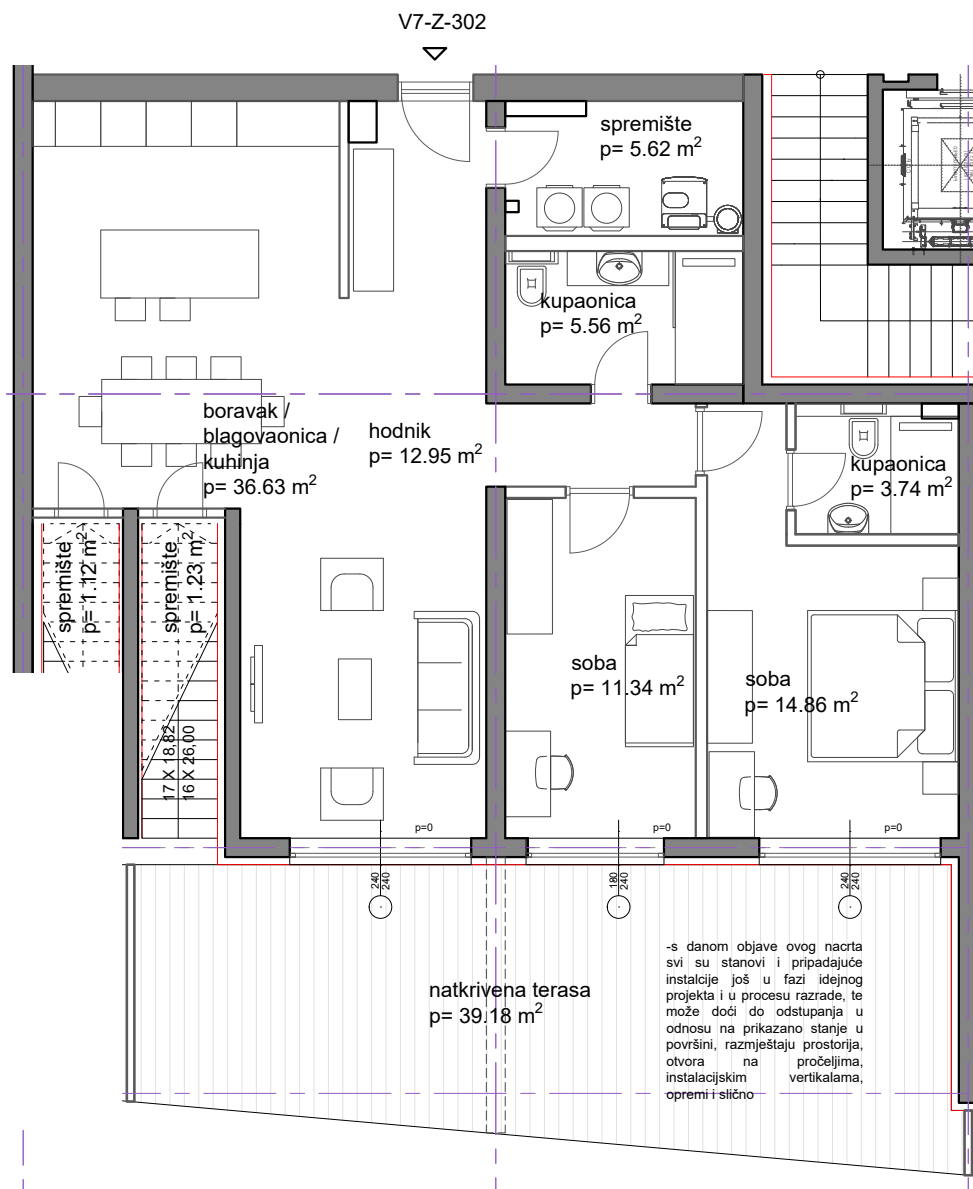 V7-Z-302
spremište
p= 5.62 m²
kupaonica
p= 5.56 m²
boravak /
blagovaonica /
kuhinja
p= 36.63 m²
hodnik
p= 12.95 m²
kupaonica
p= 3.74 m²
spremište
p= 1.12 m²
spremište
p= 1.23 m²
soba
p= 11.34 m²
soba
p= 14.86 m²
17 X 18,82
16 X 26,00
p=0
p=0
p=0
240
240
180
240
240
240
natkrivena terasa
p= 39.18 m²
-s danom objave ovog nacrta
svi su stanovi i pripadajuće
instalcije još u fazi idejnog
projekta i u procesu razrade, te
može doći do odstupanja u
odnosu na prikazano stanje u
površini, razmještaju prostorija,
otvora na pročeljima,
instalacijskim vertikalama,
opremi i slično